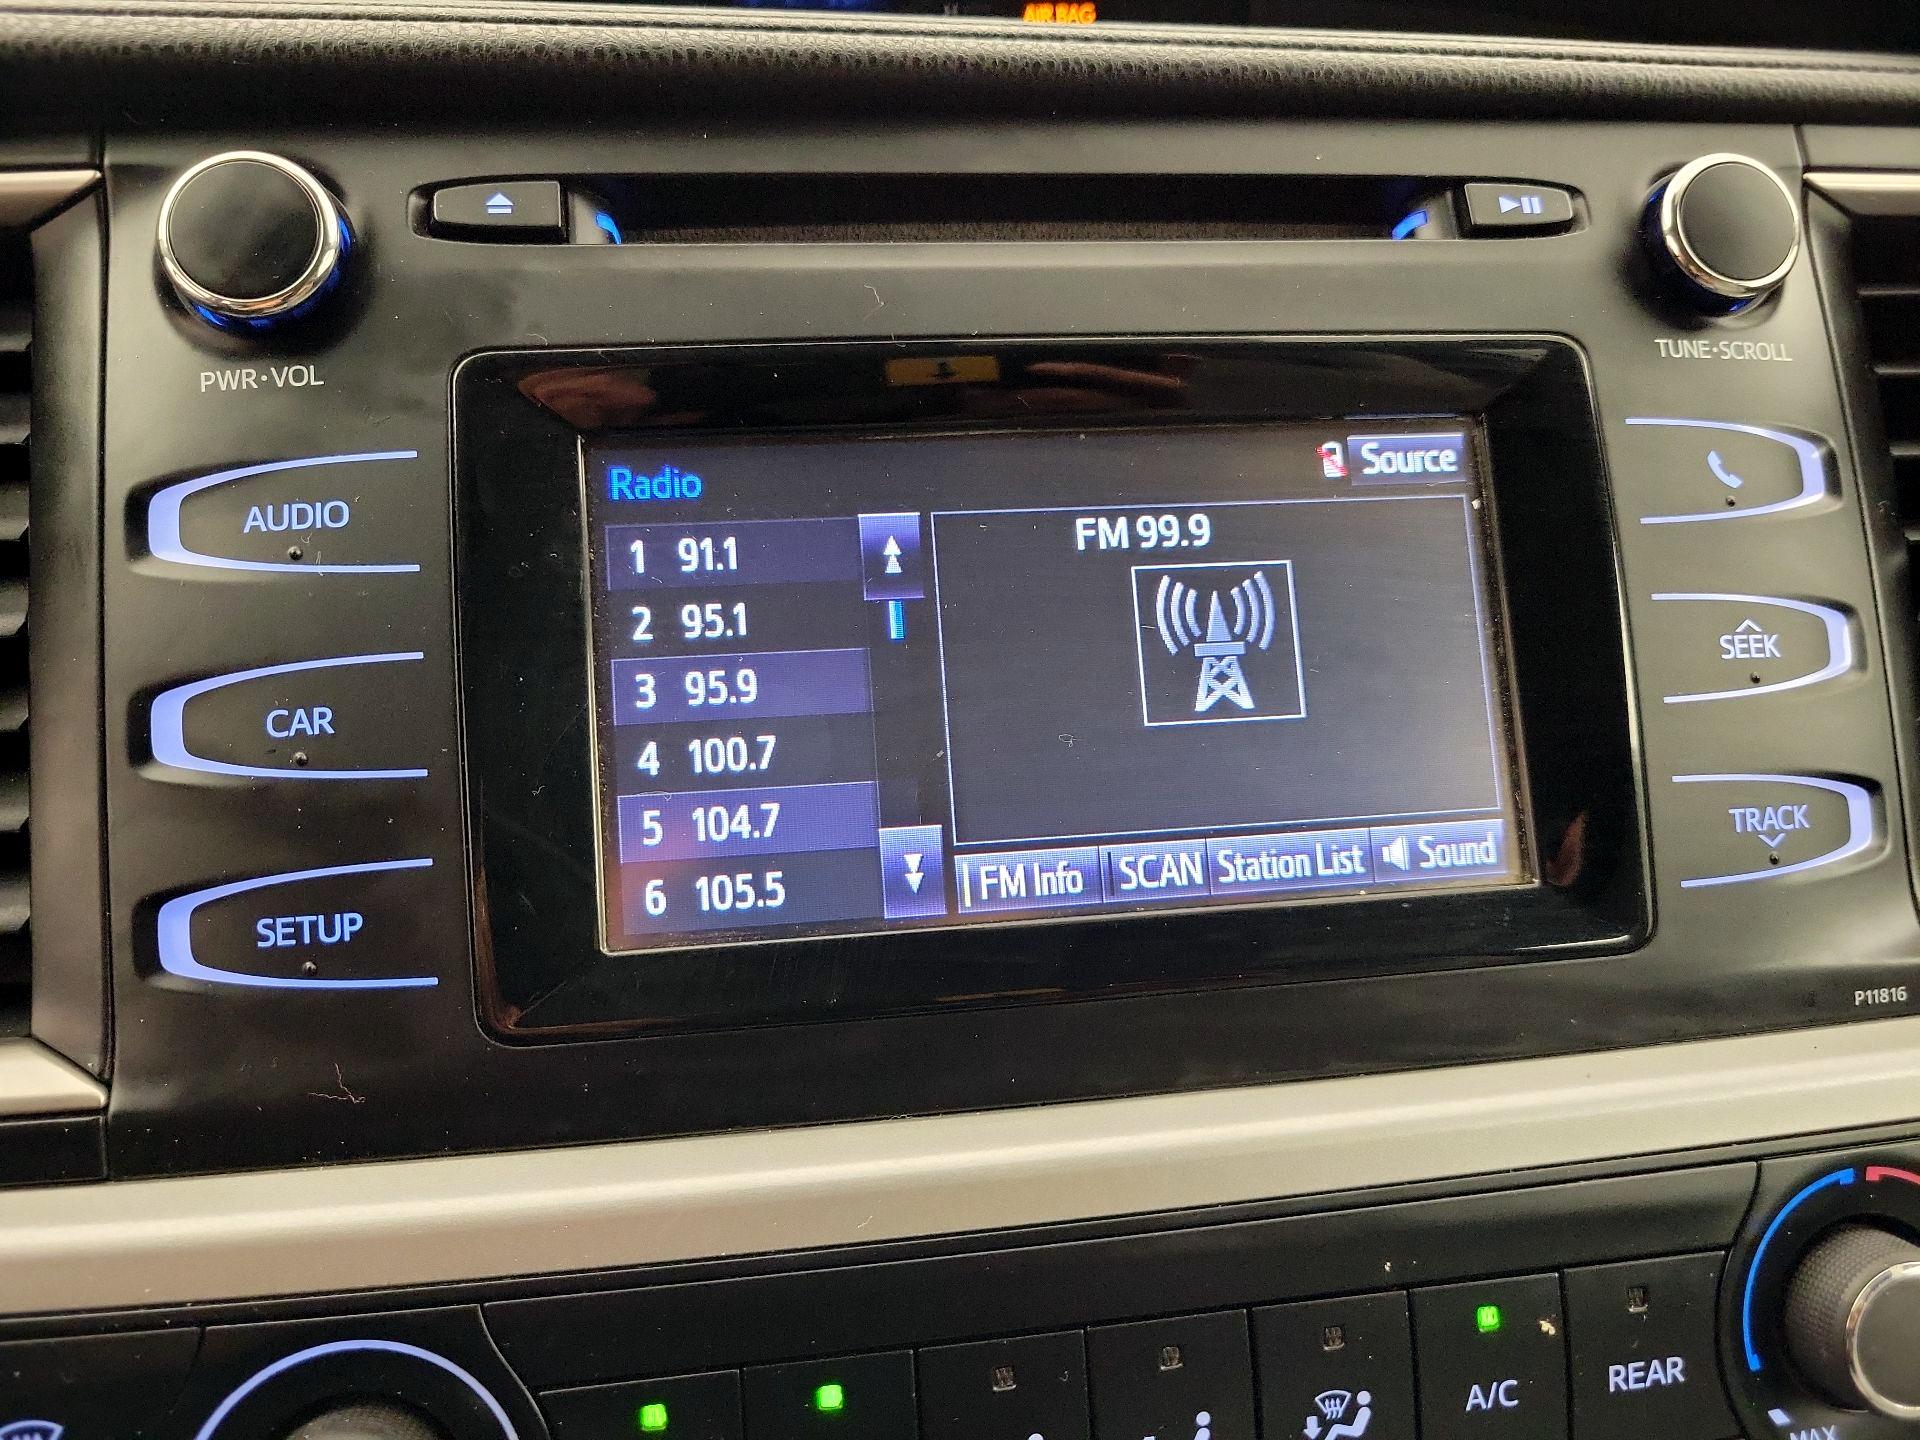 AIR BAG
PWR•VOL
TUNE•SCROLL
Radio
Source
1 91.1
FM 99.9
2 95.1
3 95.9
4 100.7
5 104.7
6 105.5
FM Info
SCAN
Station List
Sound
AUDIO
CAR
SETUP
SEEK
TRACK
P11816
A/C
REAR
MAX